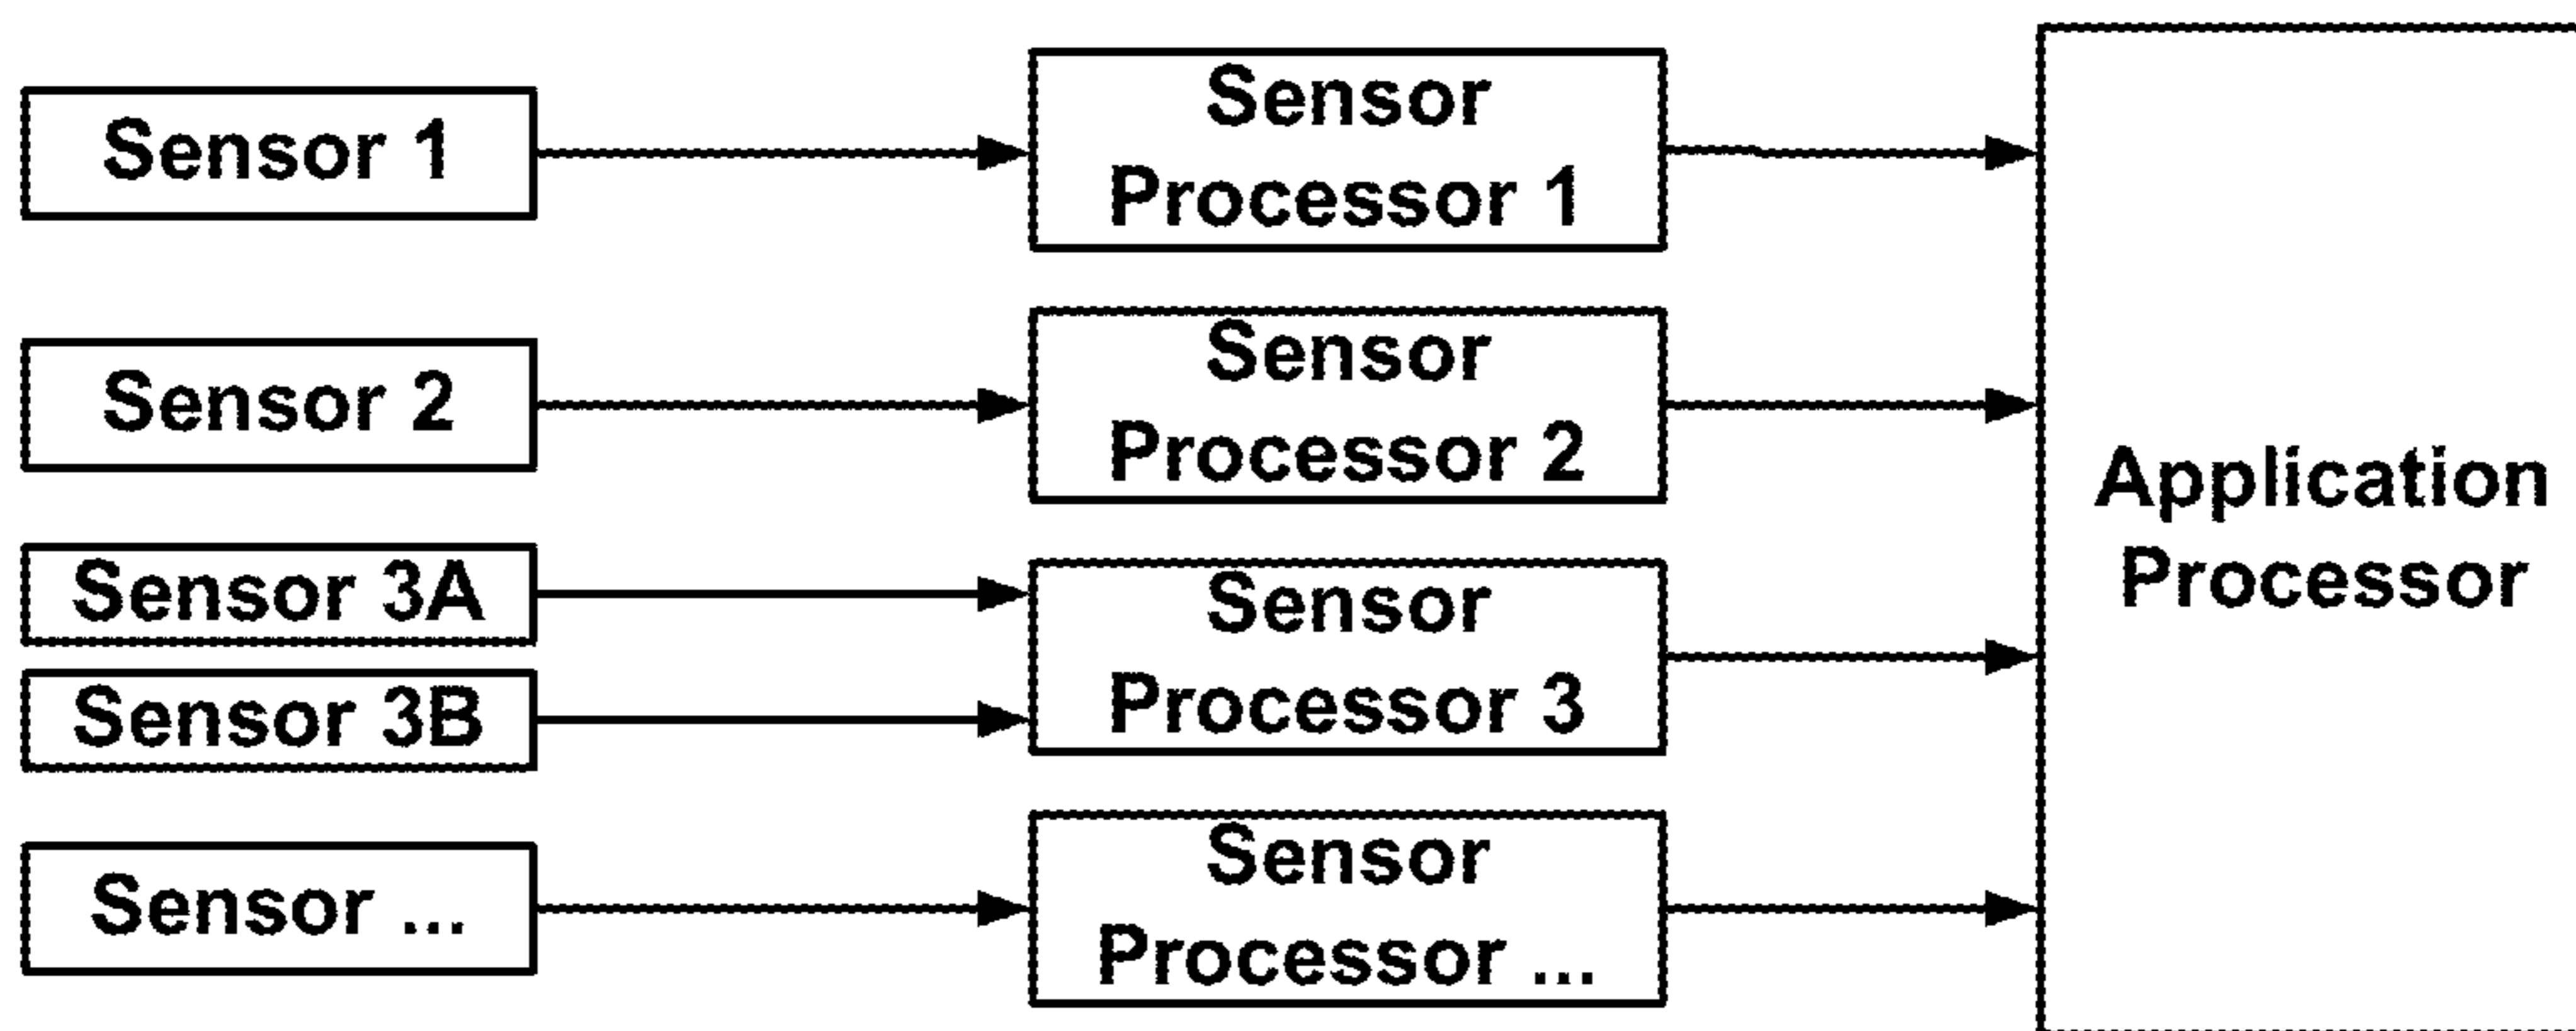 Sensor 1
Sensor
Processor 1
Sensor 2
Sensor
Processor 2
Sensor 3A
Sensor 3B
Sensor
Processor 3
Sensor ...
Sensor
Processor ...
Application
Processor